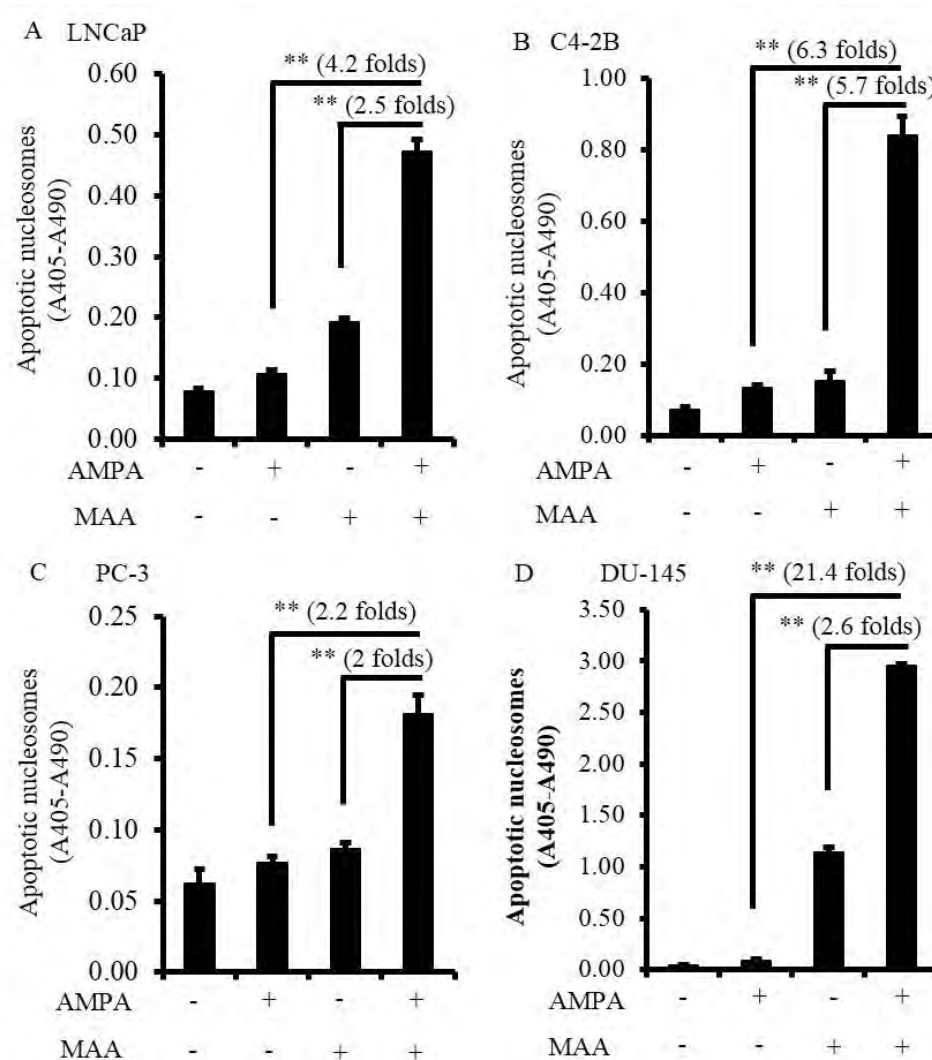 A LNCaP
** (4.2 folds)
** (2.5 folds)
Apoptotic nucleosomes
(A405-A490)
0.60
0.50
0.40
0.30
0.20
0.10
0.00
AMPA - + - +
MAA - - + +
B C4-2B
** (6.3 folds)
** (5.7 folds)
Apoptotic nucleosomes
(A405-A490)
1.00
0.80
0.60
0.40
0.20
0.00
AMPA - + - +
MAA - - + +
C PC-3
** (2.2 folds)
** (2 folds)
Apoptotic nucleosomes
(A405-A490)
0.25
0.20
0.15
0.10
0.05
0.00
AMPA - + - +
MAA - - + +
D DU-145
** (21.4 folds)
** (2.6 folds)
Apoptotic nucleosomes
(A405-A490)
3.50
3.00
2.50
2.00
1.50
1.00
0.50
0.00
AMPA - + - +
MAA - - + +